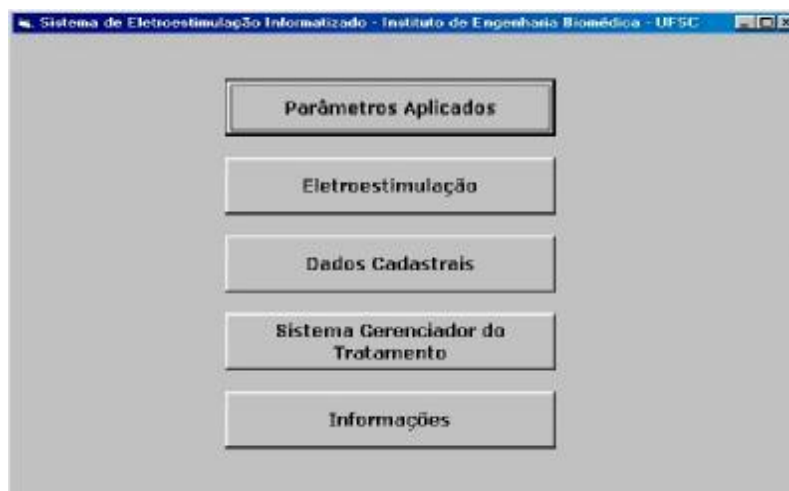 Sistema de Eletroestimulação Informatizado - Instituto de Engenharia Biomédica - UFSC
Parâmetros Aplicados
Eletroestimulação
Dados Cadastrais
Sistema Gerenciador do
Tratamento
Informações